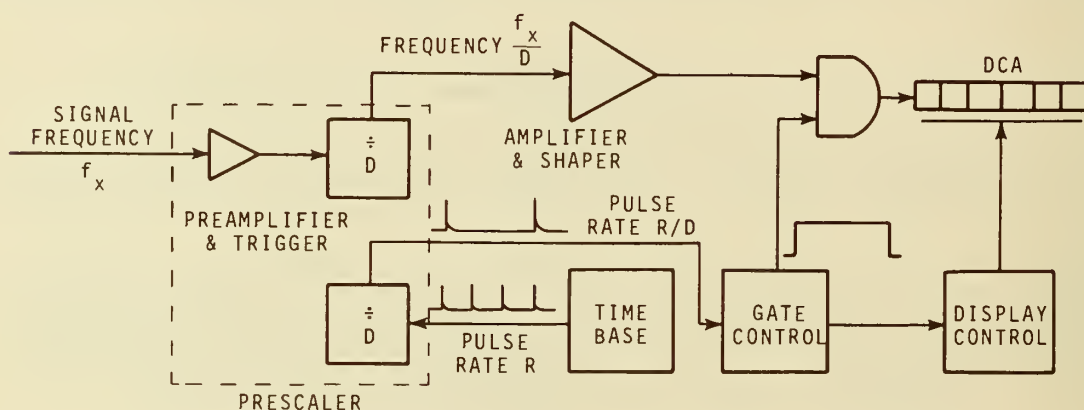 FREQUENCY f_x/D
DCA
SIGNAL
FREQUENCY
f_x
÷
D
AMPLIFIER
& SHAPER
PREAMPLIFIER
& TRIGGER
PULSE
RATE R/D
÷
D
PULSE
RATE R
TIME
BASE
GATE
CONTROL
DISPLAY
CONTROL
PRESCALER